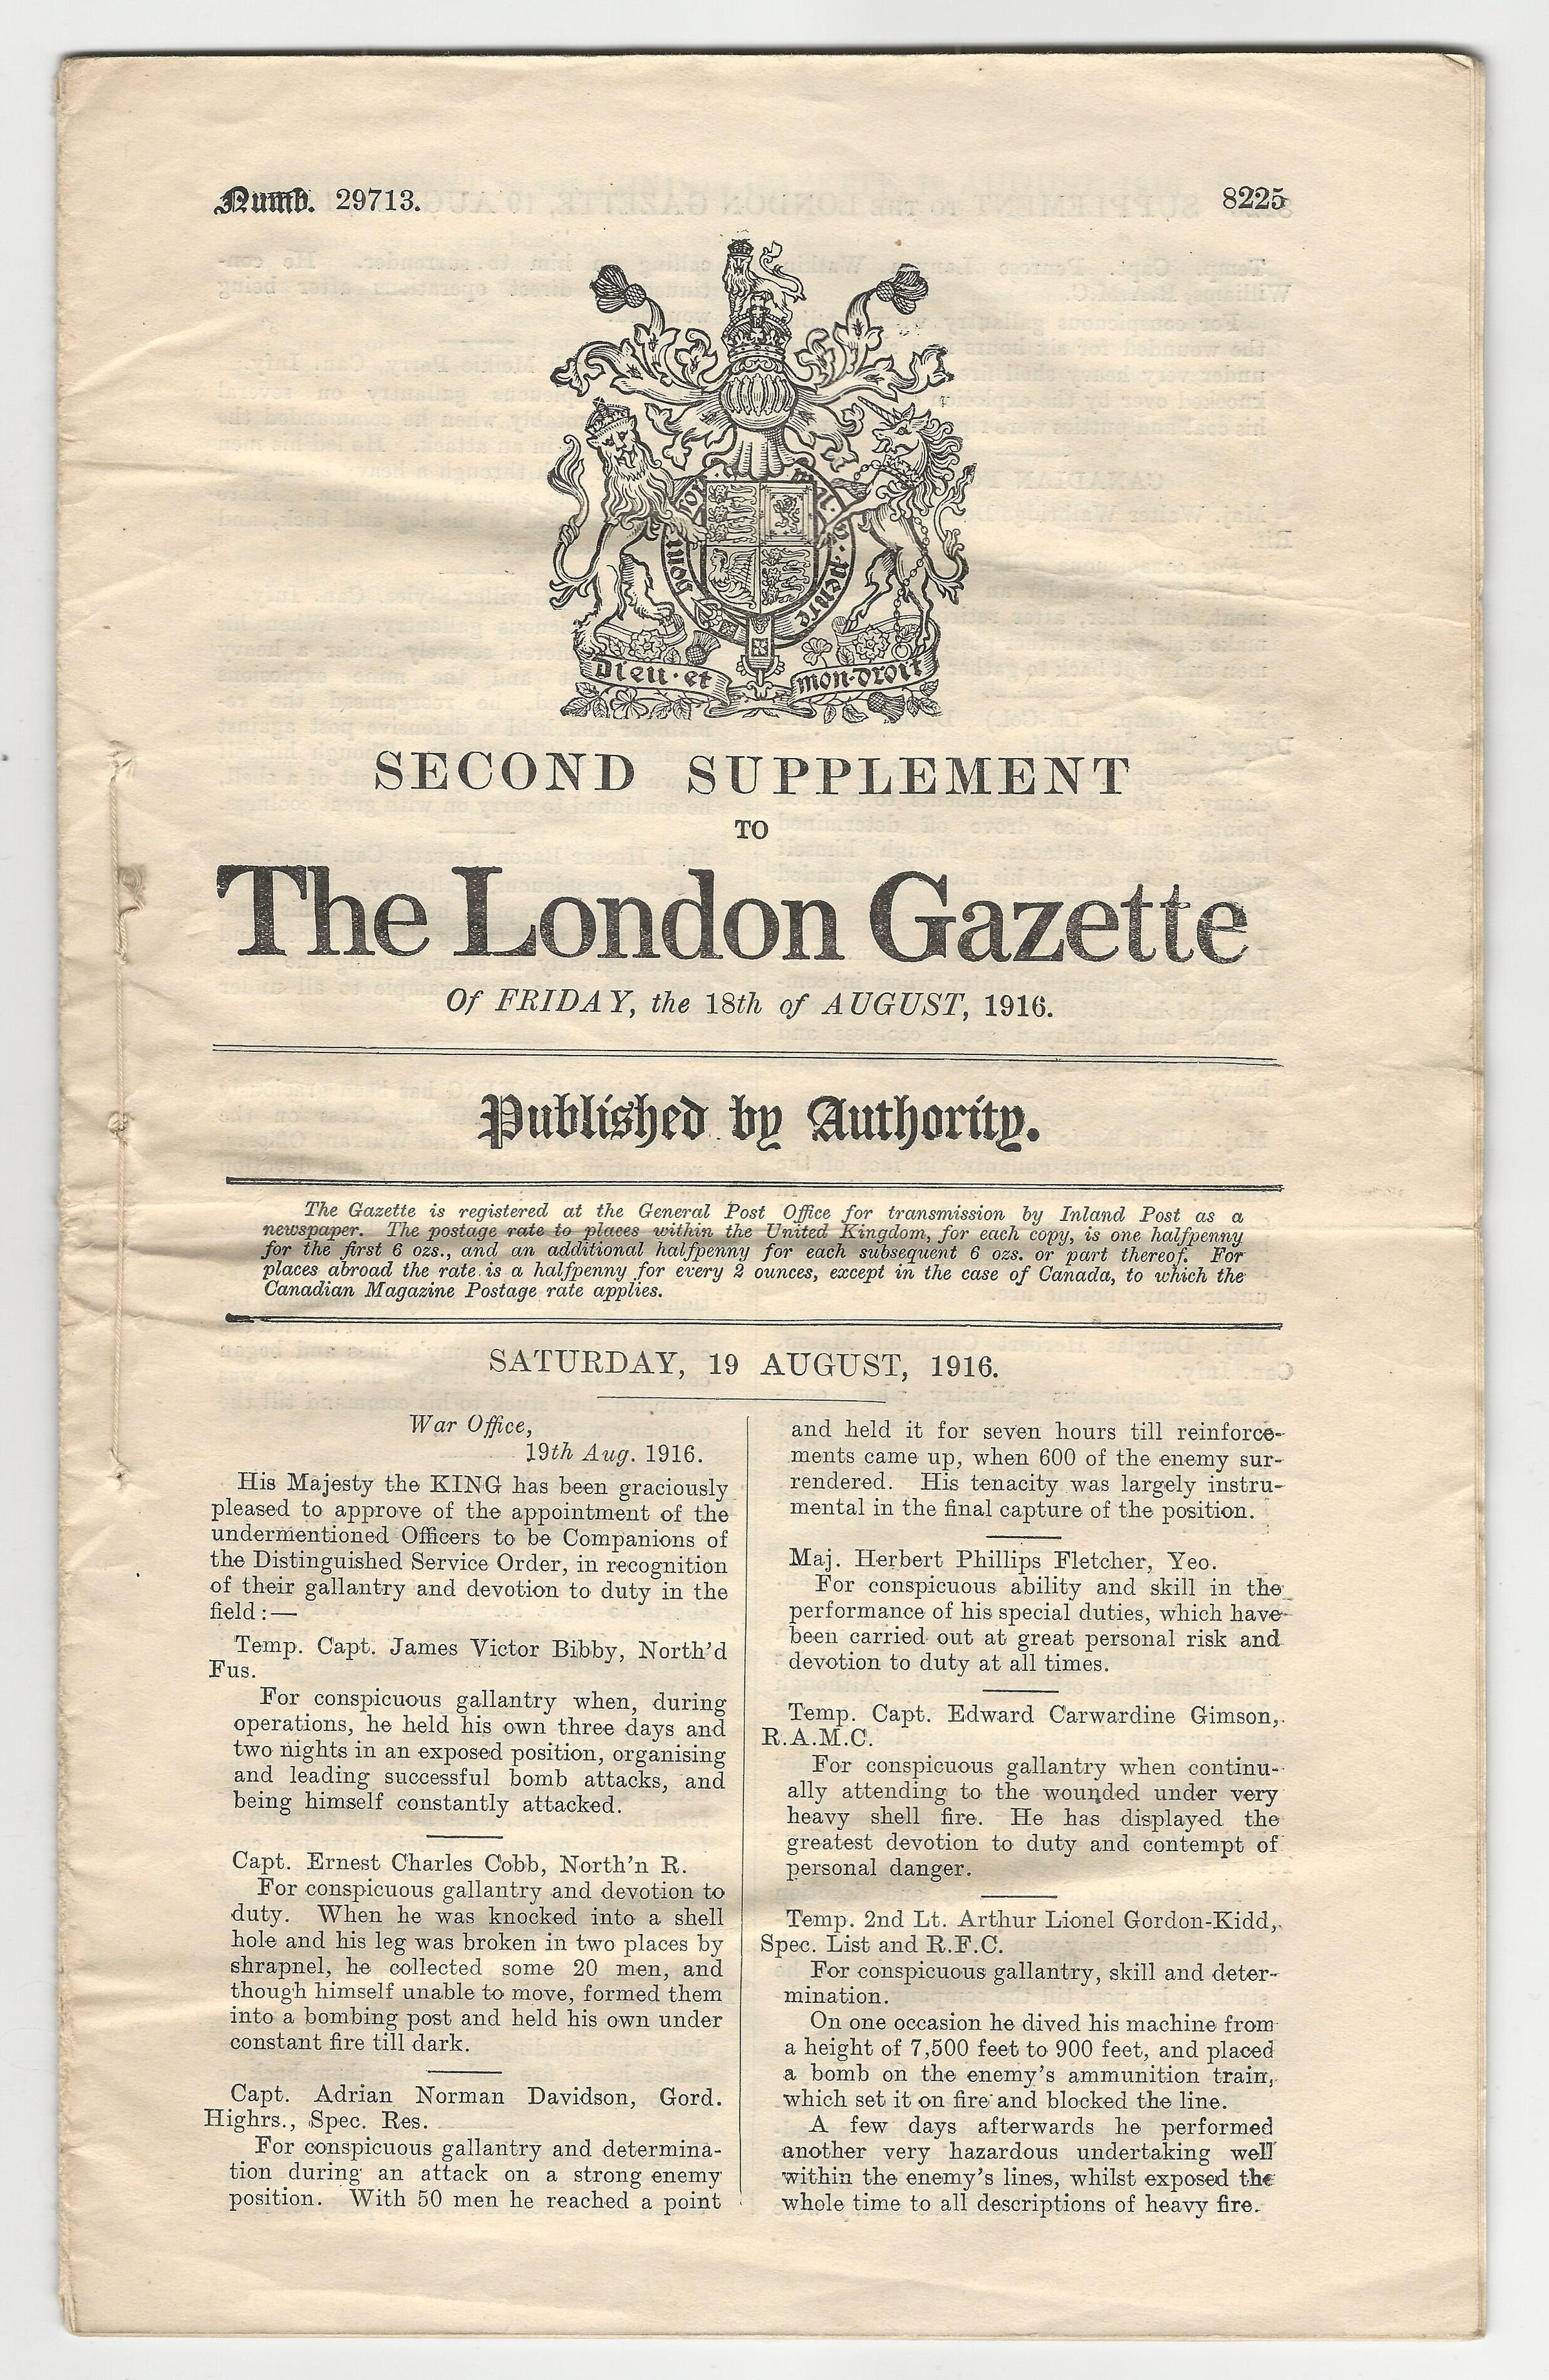 Numb. 29713. 8225
Dieu · et mon · droit
SECOND SUPPLEMENT
TO
The London Gazette
Of FRIDAY, the 18th of AUGUST, 1916.
Published by Authority.
The Gazette is registered at the General Post Office for transmission by Inland Post as a
newspaper. The postage rate to places within the United Kingdom, for each copy, is one halfpenny
for the first 6 ozs., and an additional halfpenny for each subsequent 6 ozs. or part thereof. For
places abroad the rate is a halfpenny for every 2 ounces, except in the case of Canada, to which the
Canadian Magazine Postage rate applies.
SATURDAY, 19 AUGUST, 1916.
War Office,
19th Aug. 1916.
His Majesty the KING has been graciously
pleased to approve of the appointment of the
undermentioned Officers to be Companions of
the Distinguished Service Order, in recognition
of their gallantry and devotion to duty in the
field:—
Temp. Capt. James Victor Bibby, North'd
Fus.
For conspicuous gallantry when, during
operations, he held his own three days and
two nights in an exposed position, organising
and leading successful bomb attacks, and
being himself constantly attacked.
Capt. Ernest Charles Cobb, North'n R.
For conspicuous gallantry and devotion to
duty. When he was knocked into a shell
hole and his leg was broken in two places by
shrapnel, he collected some 20 men, and
though himself unable to move, formed them
into a bombing post and held his own under
constant fire till dark.
Capt. Adrian Norman Davidson, Gord.
Highrs., Spec. Res.
For conspicuous gallantry and determina-
tion during an attack on a strong enemy
position. With 50 men he reached a point
and held it for seven hours till reinforce-
ments came up, when 600 of the enemy sur-
rendered. His tenacity was largely instru-
mental in the final capture of the position.
Maj. Herbert Phillips Fletcher, Yeo.
For conspicuous ability and skill in the
performance of his special duties, which have
been carried out at great personal risk and
devotion to duty at all times.
Temp. Capt. Edward Carwardine Gimson,
R.A.M.C.
For conspicuous gallantry when continu-
ally attending to the wounded under very
heavy shell fire. He has displayed the
greatest devotion to duty and contempt of
personal danger.
Temp. 2nd Lt. Arthur Lionel Gordon-Kidd,
Spec. List and R.F.C.
For conspicuous gallantry, skill and deter-
mination.
On one occasion he dived his machine from
a height of 7,500 feet to 900 feet, and placed
a bomb on the enemy's ammunition train,
which set it on fire and blocked the line.
A few days afterwards he performed
another very hazardous undertaking well
within the enemy's lines, whilst exposed the
whole time to all descriptions of heavy fire.